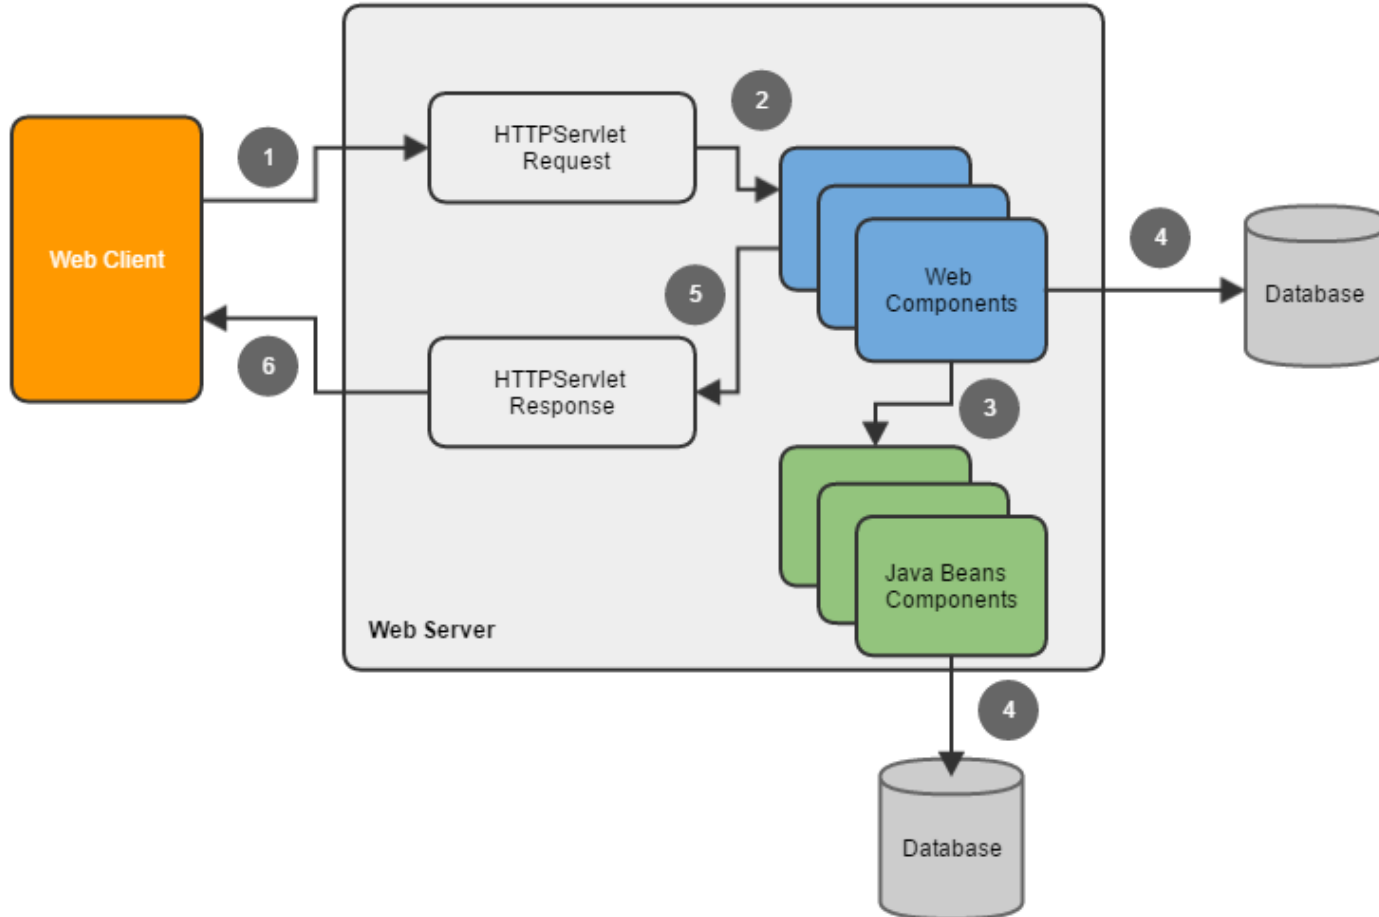 1
HTTPServlet
Request
2
Web Client
5
6
HTTPServlet
Response
Web
Components
4
Database
3
Java Beans
Components
Web Server
4
Database